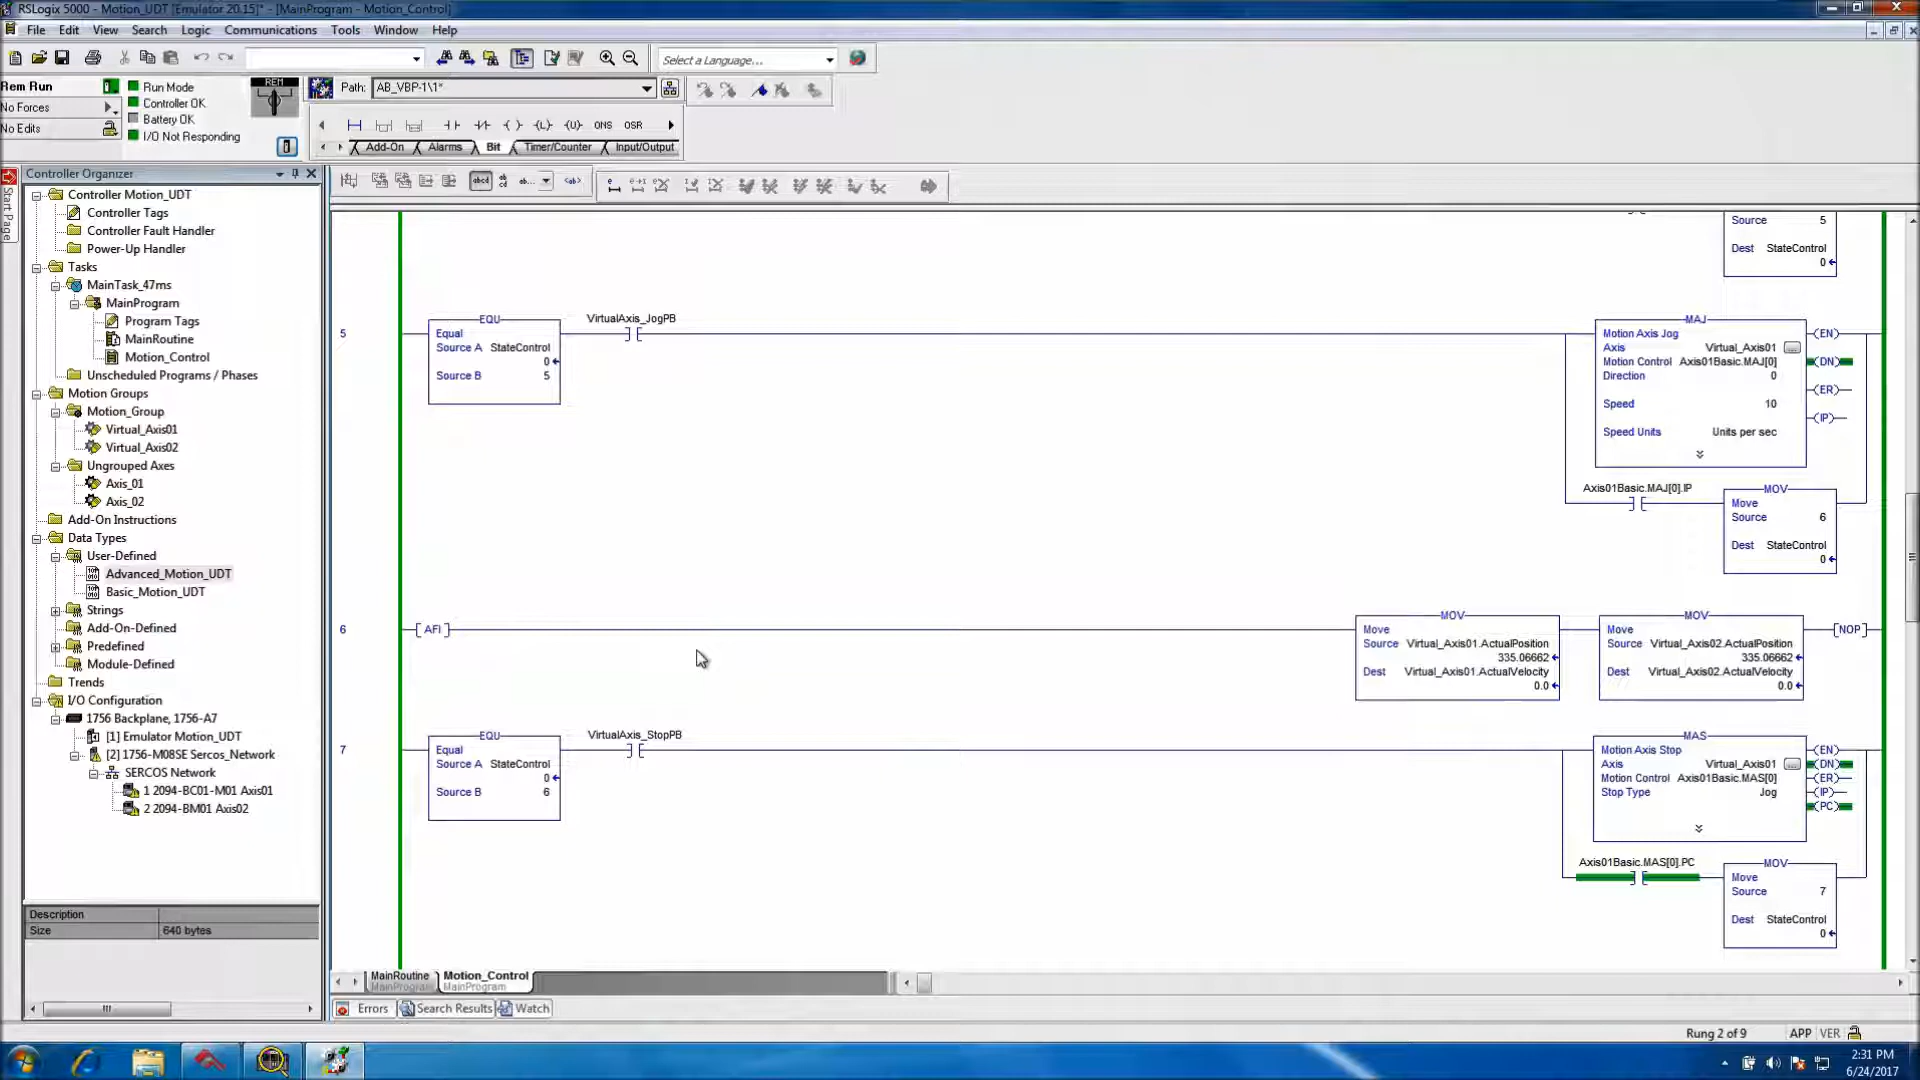 RSLogix 5000 - Motion_UDT [Emulator 20.15]* - [MainProgram - Motion_Control]
File Edit View Search Logic Communications Tools Window Help
Select a Language...
Rem Run
No Forces
No Edits
Run Mode
Controller OK
Battery OK
I/O Not Responding
REM
Path: AB_VBP-1\1*
(L) (U) ONS OSR
Add-On Alarms Bit Timer/Counter Input/Output
Start Page
Controller Organizer
Controller Motion_UDT
Controller Tags
Controller Fault Handler
Power-Up Handler
Tasks
MainTask_47ms
MainProgram
Program Tags
MainRoutine
Motion_Control
Unscheduled Programs / Phases
Motion Groups
Motion_Group
Virtual_Axis01
Virtual_Axis02
Ungrouped Axes
Axis_01
Axis_02
Add-On Instructions
Data Types
User-Defined
Advanced_Motion_UDT
Basic_Motion_UDT
Strings
Add-On-Defined
Predefined
Module-Defined
Trends
I/O Configuration
1756 Backplane, 1756-A7
[1] Emulator Motion_UDT
[2] 1756-M08SE Sercos_Network
SERCOS Network
1 2094-BC01-M01 Axis01
2 2094-BM01 Axis02
Description
Size 640 bytes
abcd ab cd ab... <ab>
Source 5
Dest StateControl
0
5
EQU
Equal
Source A StateControl
0
Source B 5
VirtualAxis_JogPB
MAJ
Motion Axis Jog
Axis Virtual_Axis01 ...
Motion Control Axis01Basic.MAJ[0]
Direction 0
Speed 10
Speed Units Units per sec
(EN)
(DN)
(ER)
(IP)
Axis01Basic.MAJ[0].IP
MOV
Move
Source 6
Dest StateControl
0
6
[AFI]
MOV
Move
Source Virtual_Axis01.ActualPosition
335.06662
Dest Virtual_Axis01.ActualVelocity
0.0
MOV
Move
Source Virtual_Axis02.ActualPosition
335.06662
Dest Virtual_Axis02.ActualVelocity
0.0
[NOP]
7
EQU
Equal
Source A StateControl
0
Source B 6
VirtualAxis_StopPB
MAS
Motion Axis Stop
Axis Virtual_Axis01 ...
Motion Control Axis01Basic.MAS[0]
Stop Type Jog
(EN)
(DN)
(ER)
(IP)
(PC)
Axis01Basic.MAS[0].PC
MOV
Move
Source 7
Dest StateControl
0
MainRoutine
MainProgram
Motion_Control
MainProgram
Errors Search Results Watch
Rung 2 of 9 APP VER
2:31 PM
6/24/2017